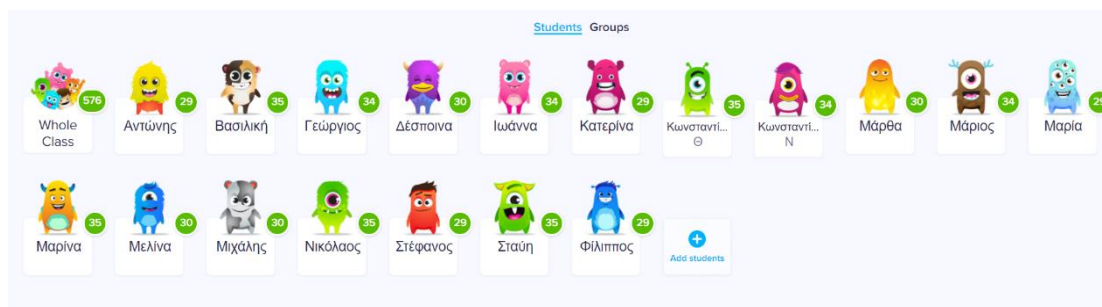 Students Groups
576
29
35
34
30
34
29
35
34
30
34
29
Whole
Class
Αντώνης
Βασιλική
Γεώργιος
Δέσποινα
Ιωάννα
Κατερίνα
Κωνσταντί...
Θ
Κωνσταντί...
Ν
Μάρθα
Μάριος
Μαρία
35
30
30
35
29
35
29
Μαρίνα
Μελίνα
Μιχάλης
Νικόλαος
Στέφανος
Σταύη
Φίλιππος
Add students